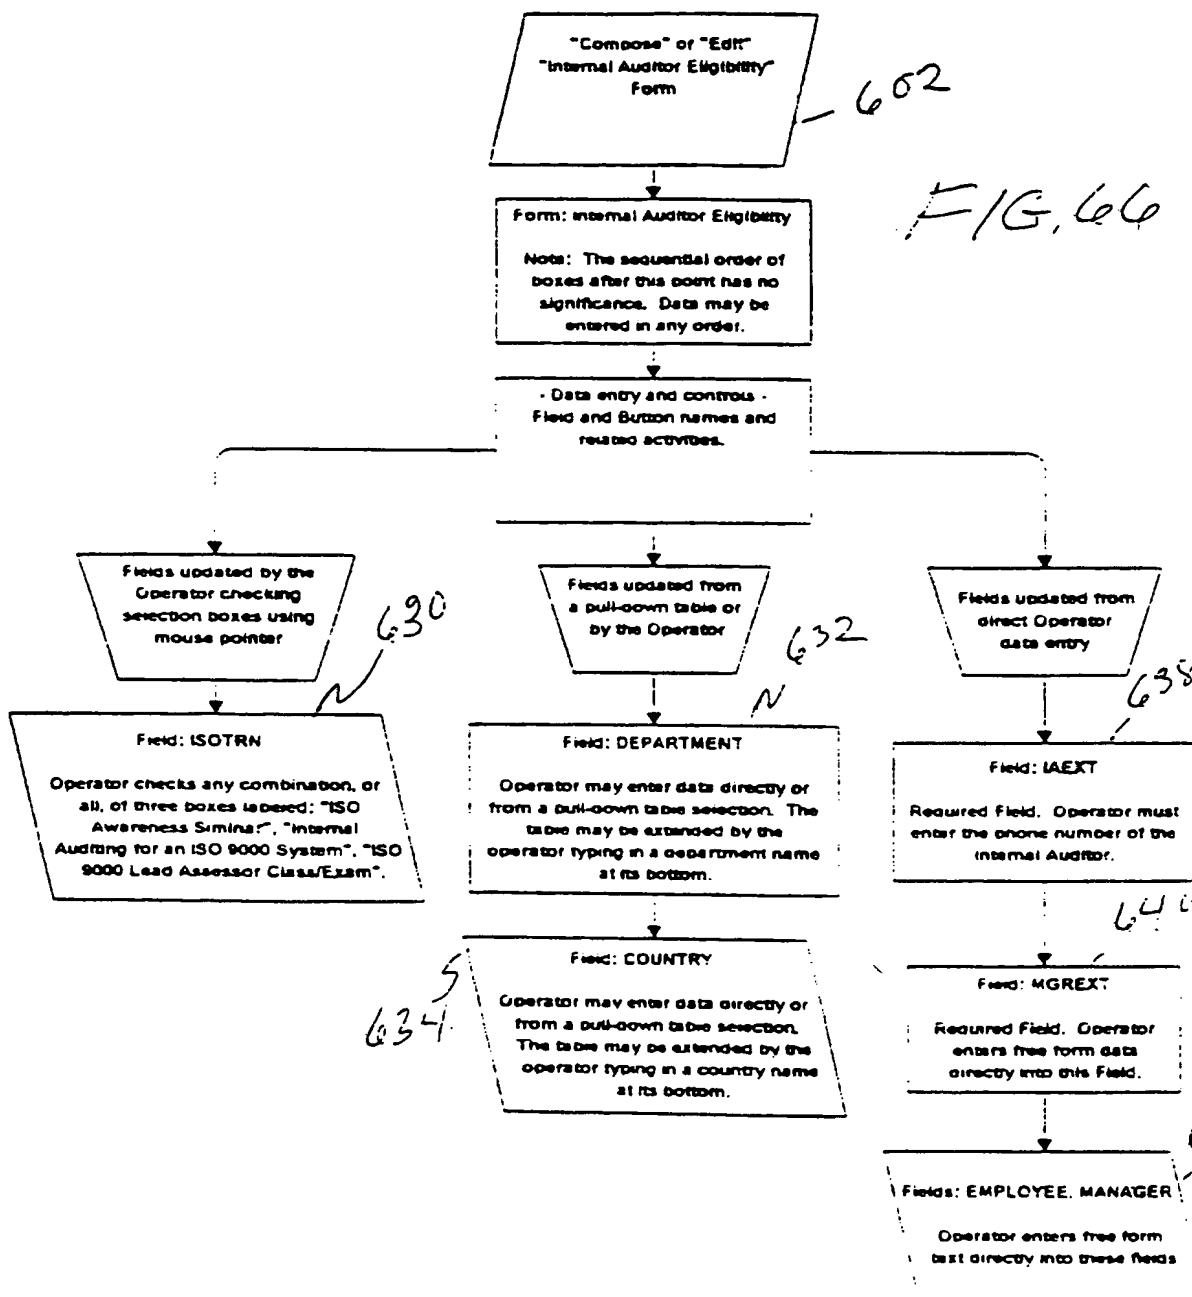 "Compose" or "Edit"
"Internal Auditor Eligibility"
Form
602
FIG. 66
Form: Internal Auditor Eligibility
Note: The sequential order of
boxes after this point has no
significance. Data may be
entered in any order.
- Data entry and controls -
Field and Button names and
related activities.
Fields updated by the
Operator checking
selection boxes using
mouse pointer
630
Fields updated from
a pull-down table or
by the Operator
632
Fields updated from
direct Operator
data entry
638
Field: ISOTRN
Operator checks any combination, or
all, of three boxes labered: "ISO
Awareness Siminar", "Internal
Auditing for an ISO 9000 System", "ISO
9000 Lead Assessor Class/Exam".
Field: DEPARTMENT
Operator may enter data directly or
from a pull-down table selection. The
table may be extended by the
operator typing in a department name
at its bottom.
Field: IAEXT
Required Field. Operator must
enter the phone number of the
Internal Auditor.
634
Field: COUNTRY
Operator may enter data directly or
from a pull-down table selection.
The table may be extended by the
operator typing in a country name
at its bottom.
Field: MGREXT
Required Field. Operator
enters free form data
directly into this Field.
Fields: EMPLOYEE, MANAGER
Operator enters free form
text directly into these fields